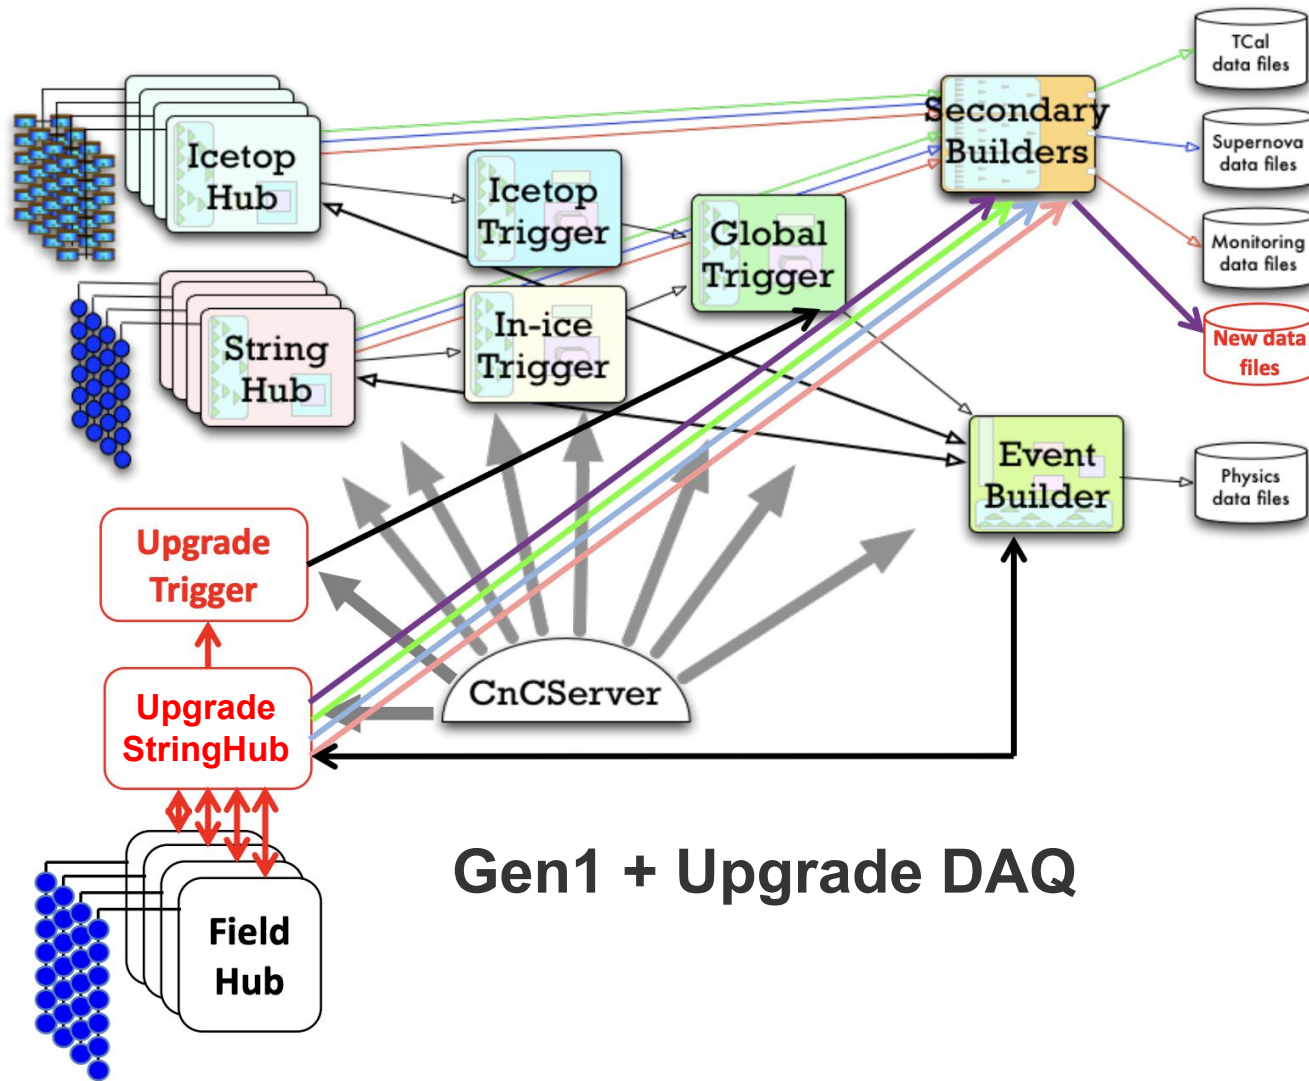 TCal
data files
Secondary
Builders
Icetop
Hub
Supernova
data files
Icetop
Trigger
Global
Trigger
Monitoring
data files
String
Hub
In-ice
Trigger
New data
files
Event
Builder
Physics
data files
Upgrade
Trigger
CnCServer
Upgrade
StringHub
Gen1 + Upgrade DAQ
Field
Hub